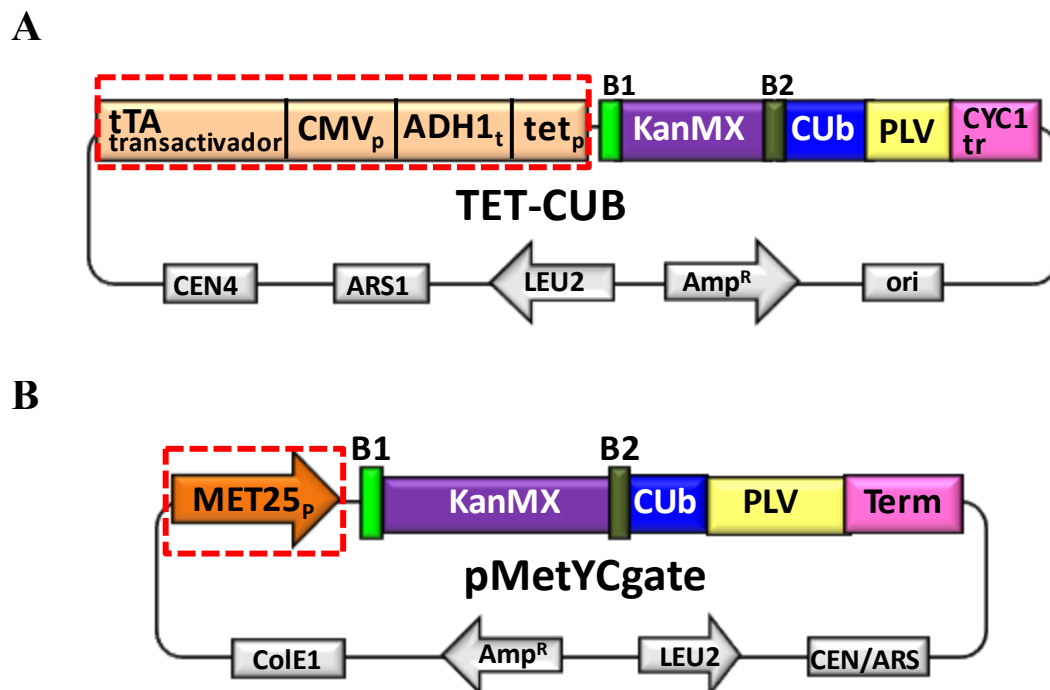 A
B1 B2
tTA transactivador CMVp ADH1t tetp KanMX CUb PLV CYC1 tr
TET-CUB
CEN4 ARS1 LEU2 AmpR ori
B
B1 B2
MET25P KanMX CUb PLV Term
pMetYCgate
ColE1 AmpR LEU2 CEN/ARS